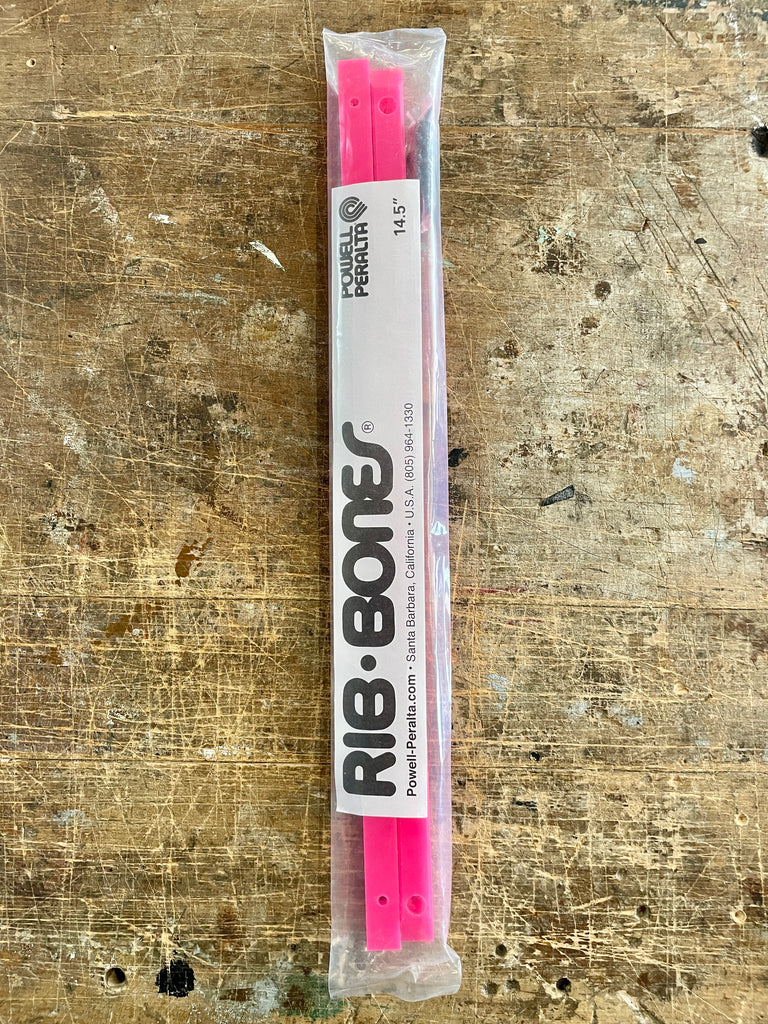 RIB•BONES®
Powell-Peralta.com • Santa Barbara, California • U.S.A. (805) 964-1330
POWELL
PERALTA
14.5"